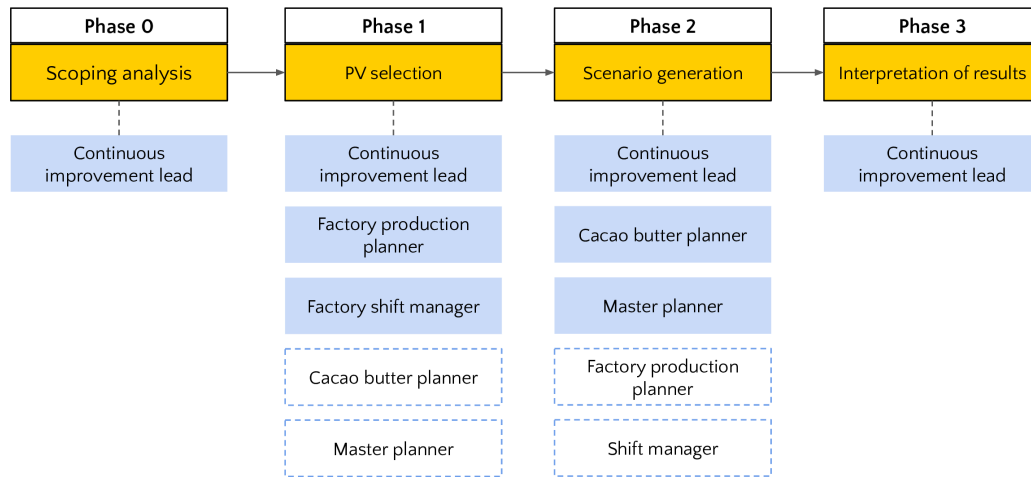 Phase 0
Phase 1
Phase 2
Phase 3
Scoping analysis
PV selection
Scenario generation
Interpretation of results
Continuous
improvement lead
Continuous
improvement lead
Continuous
improvement lead
Continuous
improvement lead
Factory production
planner
Cacao butter planner
Factory shift manager
Master planner
Cacao butter planner
Factory production
planner
Master planner
Shift manager